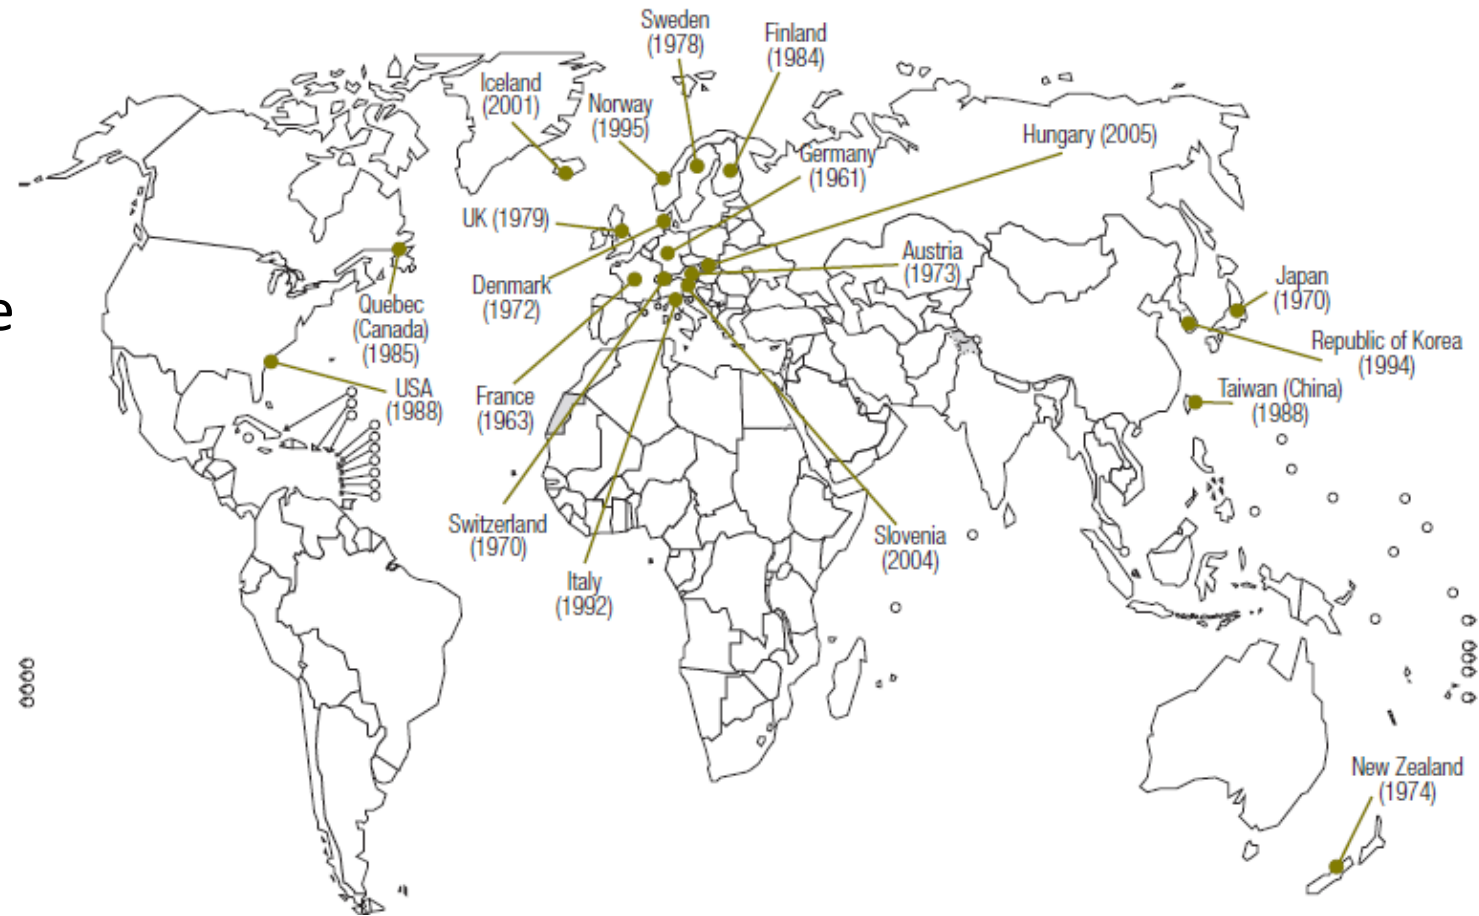 Sweden
(1978)
Finland
(1984)
Iceland
(2001)
Norway
(1995)
Hungary (2005)
Germany
(1961)
UK (1979)
Austria
(1973)
Denmark
(1972)
Japan
(1970)
e
Quebec
(Canada)
(1985)
Republic of Korea
(1994)
USA
(1988)
France
(1963)
Taiwan (China)
(1988)
Switzerland
(1970)
Slovenia
(2004)
Italy
(1992)
New Zealand
(1974)